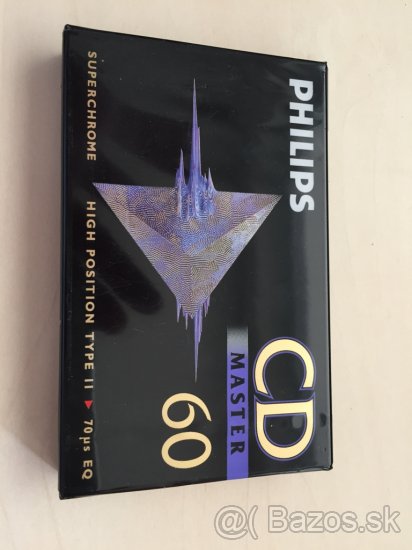 PHILIPS
CD
MASTER
60
SUPERCHROME HIGH POSITION TYPE II ▶ 70µs EQ
@( Bazos.sk